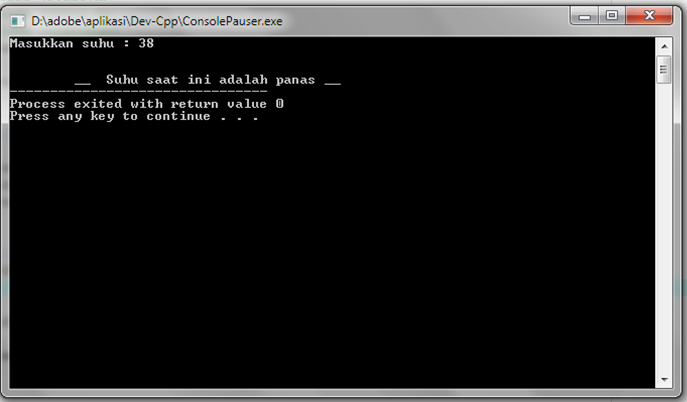 D:\adobe\aplikasi\Dev-Cpp\ConsolePauser.exe
Masukkan suhu : 38
__ Suhu saat ini adalah panas __
--------------------------------
Process exited with return value 0
Press any key to continue . . .